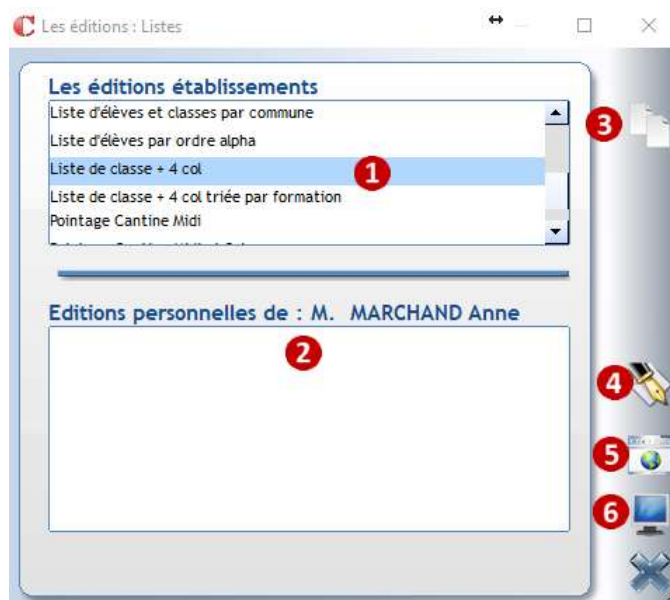 Les éditions : Listes
Les éditions établissements
Liste d'élèves et classes par commune
Liste d'élèves par ordre alpha
Liste de classe + 4 col
1
Liste de classe + 4 col triée par formation
Pointage Cantine Midi
3
Editions personnelles de : M. MARCHAND Anne
2
4
5
6